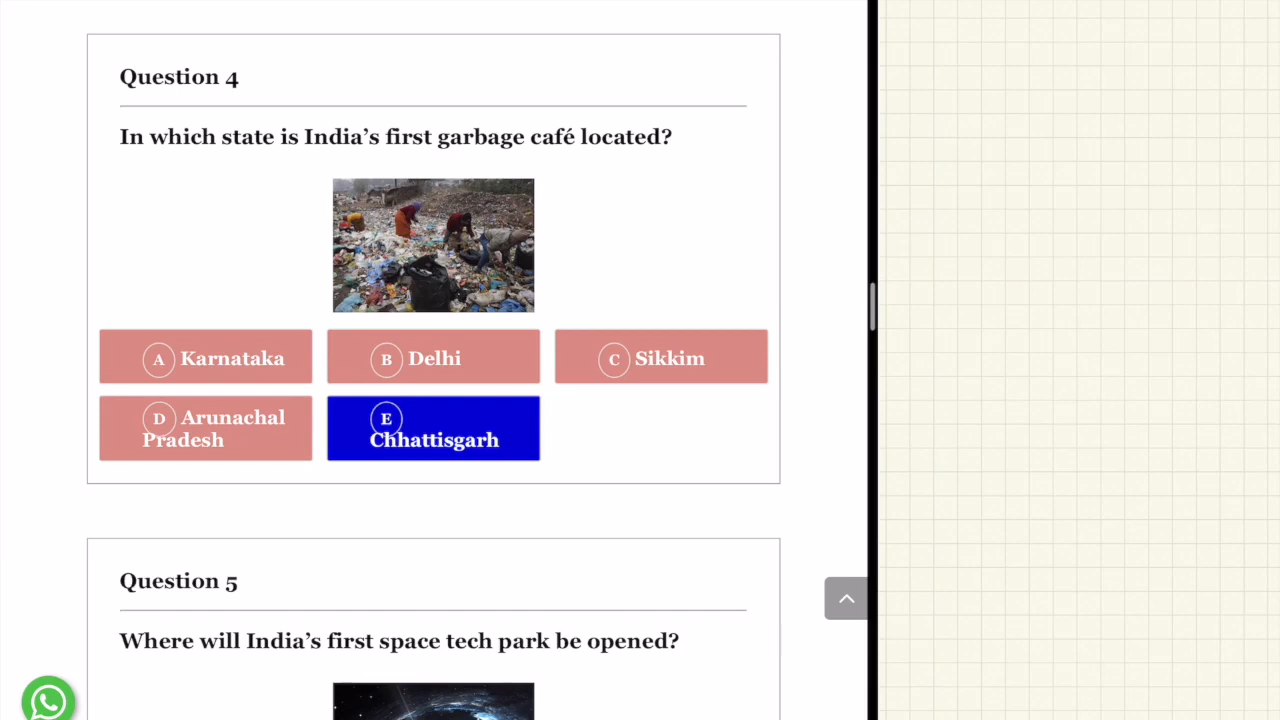 Question 4
In which state is India's first garbage café located?
A Karnataka
B Delhi
C Sikkim
D Arunachal
Pradesh
E
Chhattisgarh
Question 5
Where will India's first space tech park be opened?